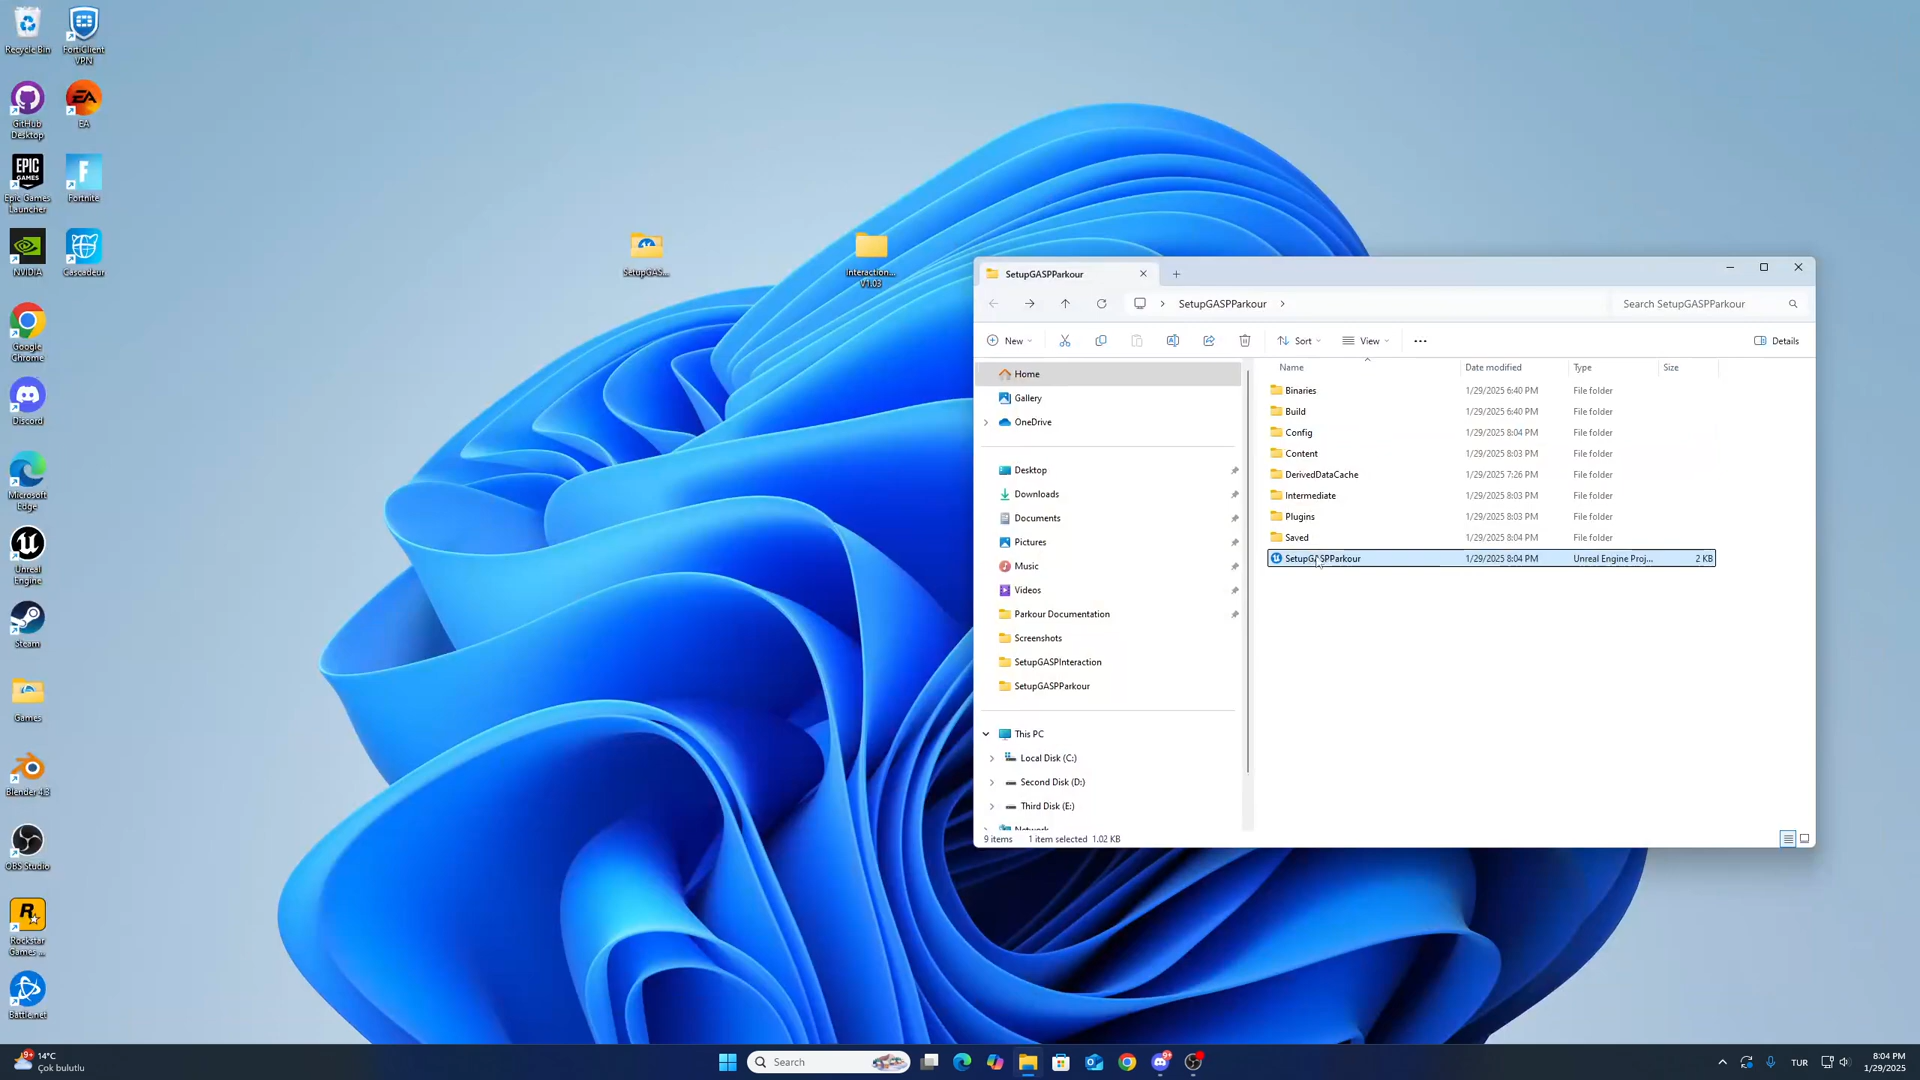 Recycle Bin
FortiClient
VPN
GitHub
Desktop
EA
EA
EPIC
GAMES
Epic Games
Launcher
Fortnite
NVIDIA
Cascadeur
Google
Chrome
Discord
Microsoft
Edge
Unreal
Engine
Steam
Games
Blender 4.3
OBS Studio
Rockstar
Games ...
Battle.net
SetupGAS...
Interaction...
V1.03
SetupGASPParkour
SetupGASPParkour
Search SetupGASPParkour
New
Sort
View
Details
Home
Gallery
OneDrive
Desktop
Downloads
Documents
Pictures
Music
Videos
Parkour Documentation
Screenshots
SetupGASPInteraction
SetupGASPParkour
This PC
Local Disk (C:)
Second Disk (D:)
Third Disk (E:)
Network
Name Date modified Type Size
Binaries 1/29/2025 6:40 PM File folder
Build 1/29/2025 6:40 PM File folder
Config 1/29/2025 8:04 PM File folder
Content 1/29/2025 8:03 PM File folder
DerivedDataCache 1/29/2025 7:26 PM File folder
Intermediate 1/29/2025 8:03 PM File folder
Plugins 1/29/2025 8:03 PM File folder
Saved 1/29/2025 8:04 PM File folder
SetupGASPParkour 1/29/2025 8:04 PM Unreal Engine Proj... 2 KB
9 items 1 item selected 1.02 KB
9+
14°C
Çok bulutlu
Search
9+
TUR
8:04 PM
1/29/2025